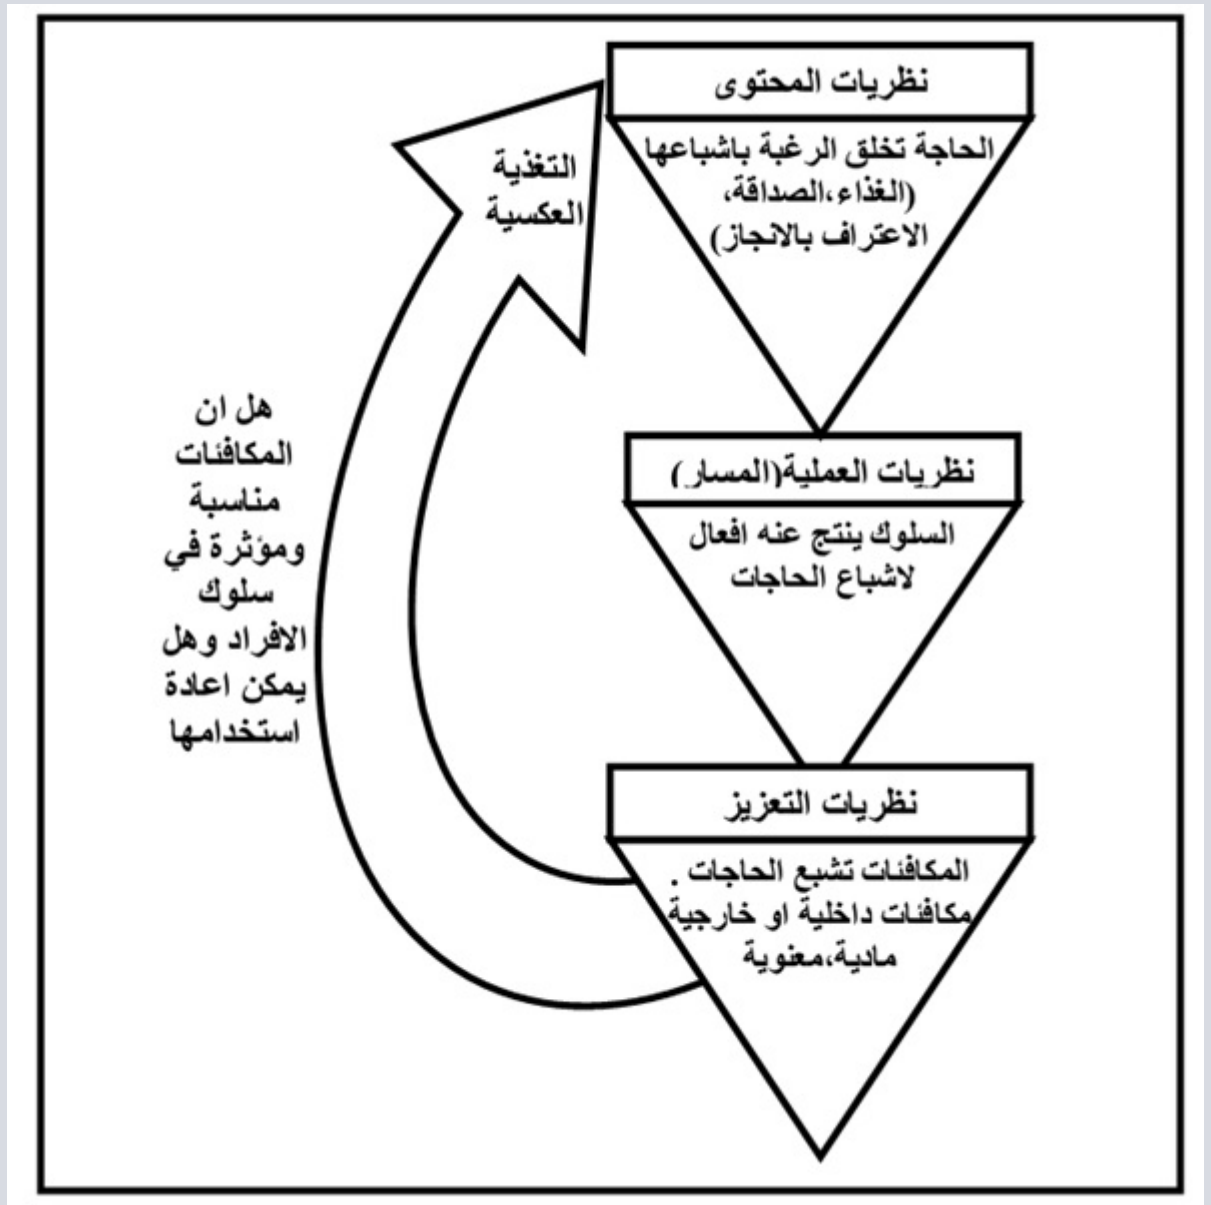 نظريات المحتوى
الحاجة تخلق الرغبة باشباعها
(الغذاء،الصداقة،
الاعتراف بالانجاز)
التغذية
العكسية
نظريات العملية(المسار)
السلوك ينتج عنه افعال
لاشباع الحاجات
هل ان
المكافئات
مناسبة
ومؤثرة في
سلوك
الافراد وهل
يمكن اعادة
استخدامها
نظريات التعزيز
المكافئات تشبع الحاجات .
مكافئات داخلية او خارجية
مادية،معنوية